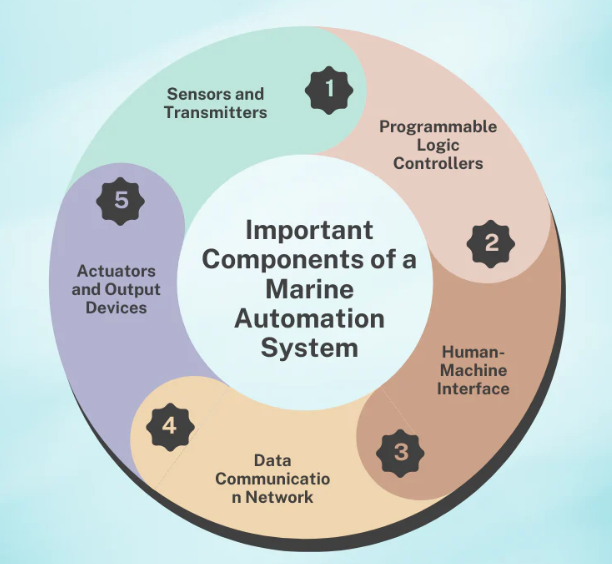 Important
Components of a
Marine
Automation
System
1
Sensors and
Transmitters
2
Programmable
Logic
Controllers
3
Human-
Machine
Interface
4
Data
Communicatio
n Network
5
Actuators
and Output
Devices